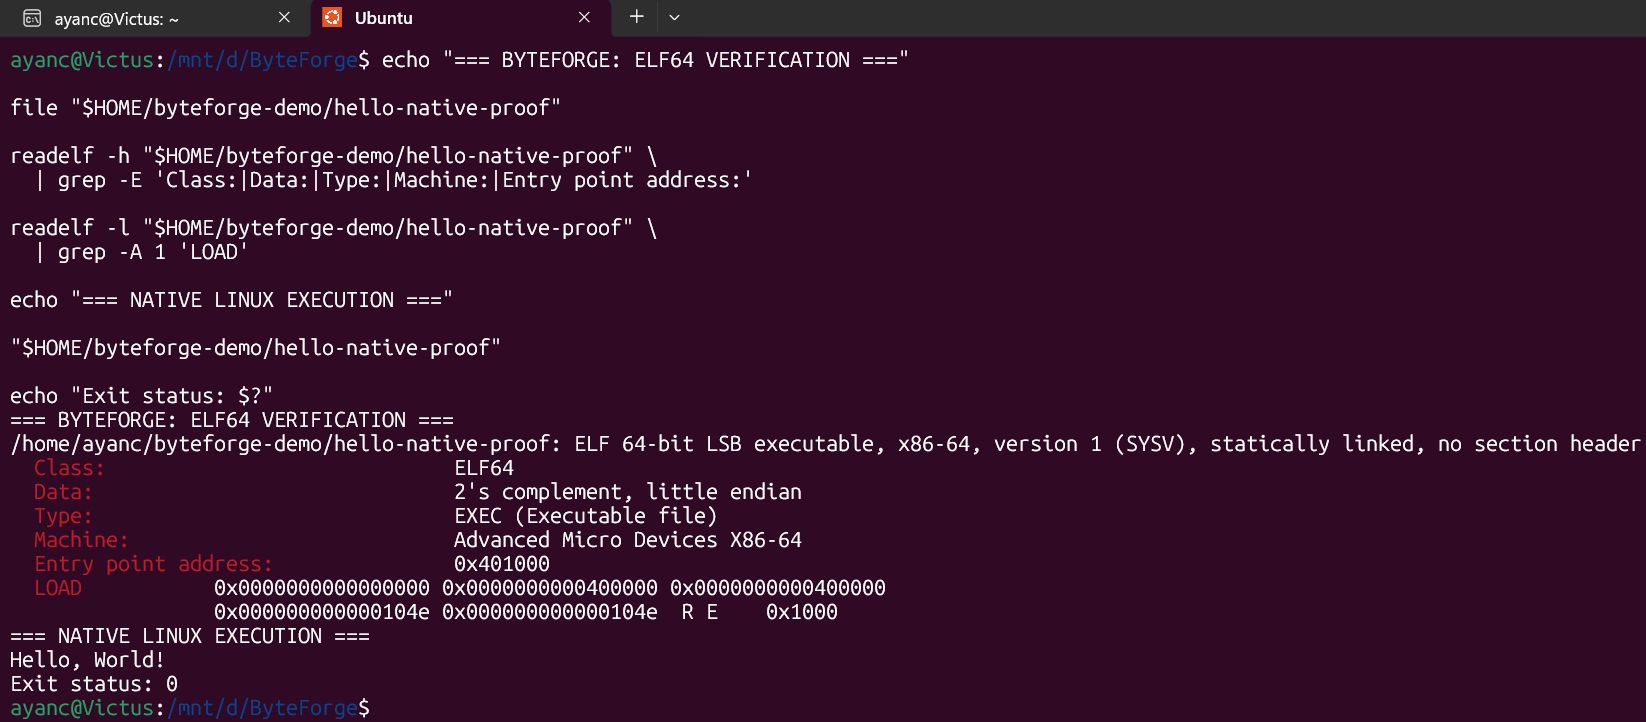 ayanc@Victus: ~
Ubuntu
ayanc@Victus:/mnt/d/ByteForge$ echo "=== BYTEFORGE: ELF64 VERIFICATION ==="
file "$HOME/byteforge-demo/hello-native-proof"
readelf -h "$HOME/byteforge-demo/hello-native-proof" \
  | grep -E 'Class:|Data:|Type:|Machine:|Entry point address:'
readelf -l "$HOME/byteforge-demo/hello-native-proof" \
  | grep -A 1 'LOAD'
echo "=== NATIVE LINUX EXECUTION ==="
"$HOME/byteforge-demo/hello-native-proof"
echo "Exit status: $?"
=== BYTEFORGE: ELF64 VERIFICATION ===
/home/ayanc/byteforge-demo/hello-native-proof: ELF 64-bit LSB executable, x86-64, version 1 (SYSV), statically linked, no section header
  Class:                             ELF64
  Data:                              2's complement, little endian
  Type:                              EXEC (Executable file)
  Machine:                           Advanced Micro Devices X86-64
  Entry point address:               0x401000
  LOAD           0x0000000000000000 0x0000000000400000 0x0000000000400000
                 0x000000000000104e 0x000000000000104e  R E    0x1000
=== NATIVE LINUX EXECUTION ===
Hello, World!
Exit status: 0
ayanc@Victus:/mnt/d/ByteForge$